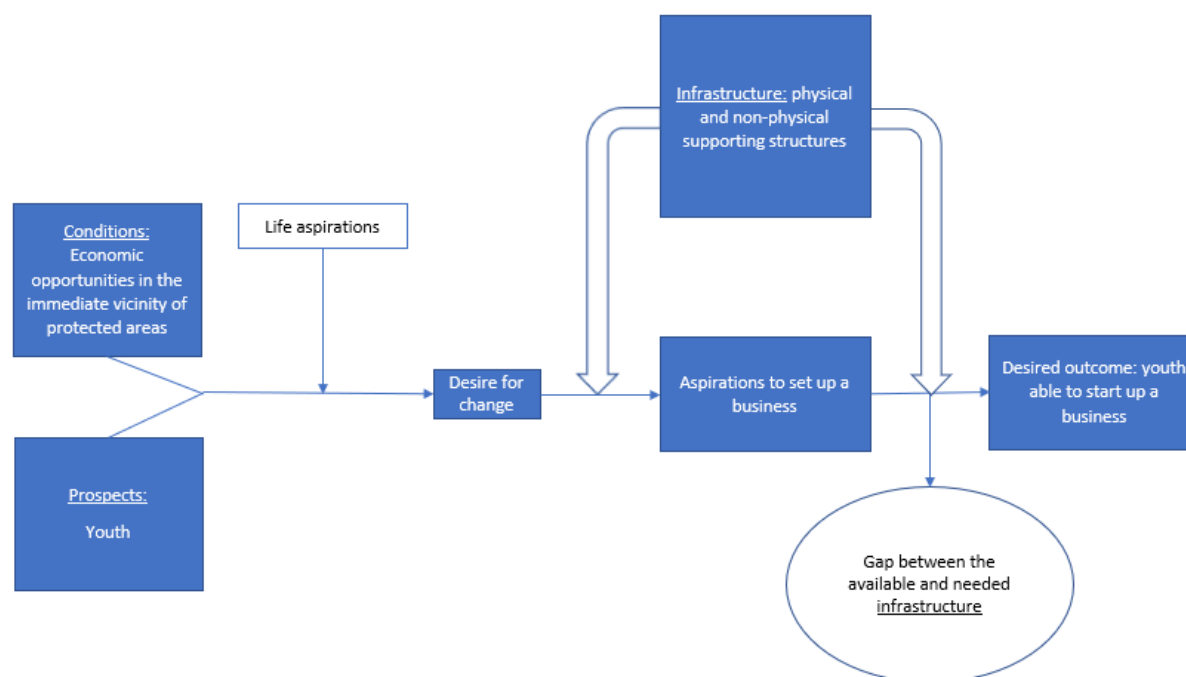 Infrastructure: physical
and non-physical
supporting structures
Conditions:
Economic
opportunities in the
immediate vicinity of
protected areas
Life aspirations
Desire for
change
Aspirations to set up a
business
Desired outcome: youth
able to start up a
business
Prospects:
Youth
Gap between the
available and needed
infrastructure